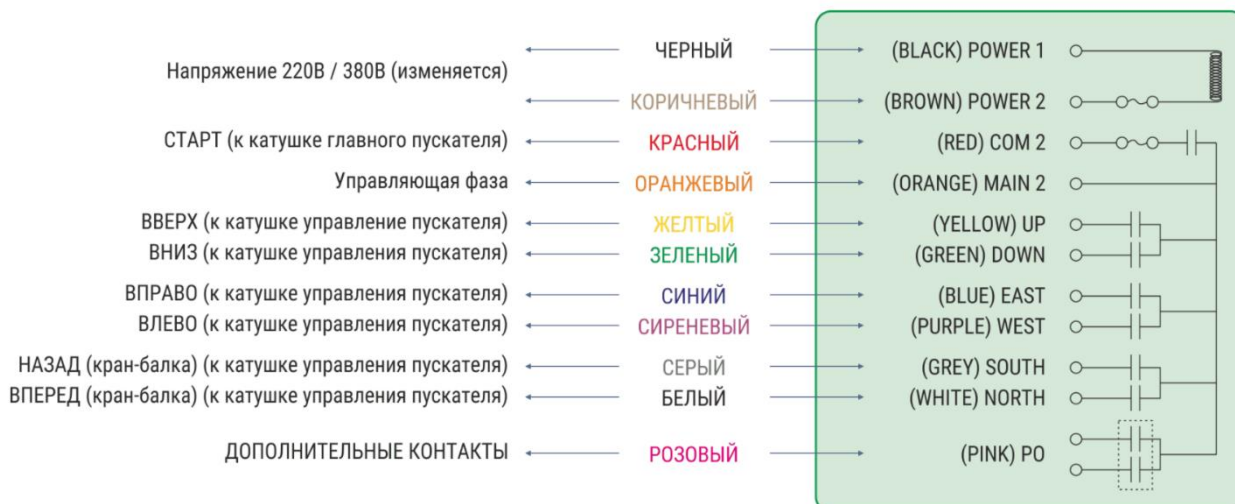 ЧЕРНЫЙ (BLACK) POWER 1
Напряжение 220В / 380В (изменяется)
КОРИЧНЕВЫЙ (BROWN) POWER 2
СТАРТ (к катушке главного пускателя) КРАСНЫЙ (RED) COM 2
Управляющая фаза ОРАНЖЕВЫЙ (ORANGE) MAIN 2
ВВЕРХ (к катушке управление пускателя) ЖЕЛТЫЙ (YELLOW) UP
ВНИЗ (к катушке управления пускателя) ЗЕЛЕНЫЙ (GREEN) DOWN
ВПРАВО (к катушке управления пускателя) СИНИЙ (BLUE) EAST
ВЛЕВО (к катушке управления пускателя) СИРЕНЕВЫЙ (PURPLE) WEST
НАЗАД (кран-балка) (к катушке управления пускателя) СЕРЫЙ (GREY) SOUTH
ВПЕРЕД (кран-балка) (к катушке управления пускателя) БЕЛЫЙ (WHITE) NORTH
ДОПОЛНИТЕЛЬНЫЕ КОНТАКТЫ РОЗОВЫЙ (PINK) PO